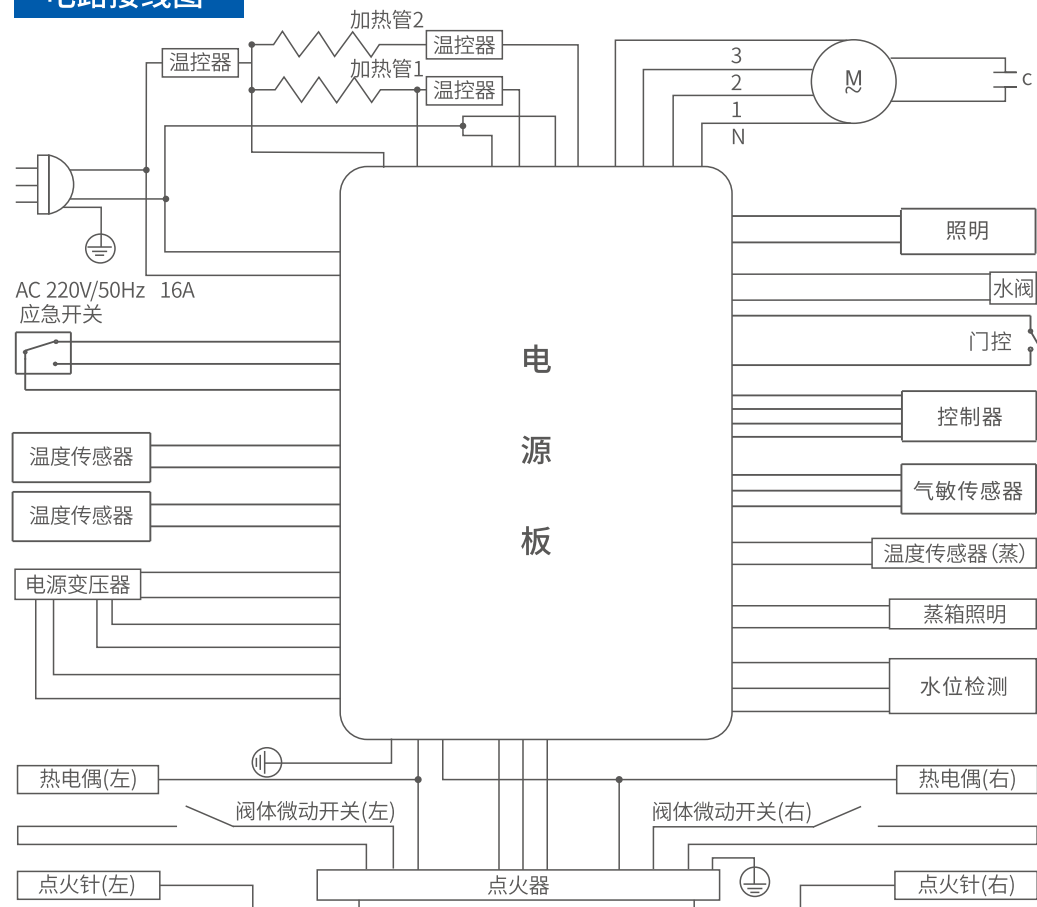 电路接线图
加热管2
温控器
温控器
加热管1
温控器
3
2
1
N
M
~
c
照明
AC 220V/50Hz 16A
应急开关
水阀
门控
电
源
板
控制器
温度传感器
气敏传感器
温度传感器
温度传感器(蒸)
电源变压器
蒸箱照明
水位检测
热电偶(左)
热电偶(右)
阀体微动开关(左)
阀体微动开关(右)
点火针(左)
点火器
点火针(右)